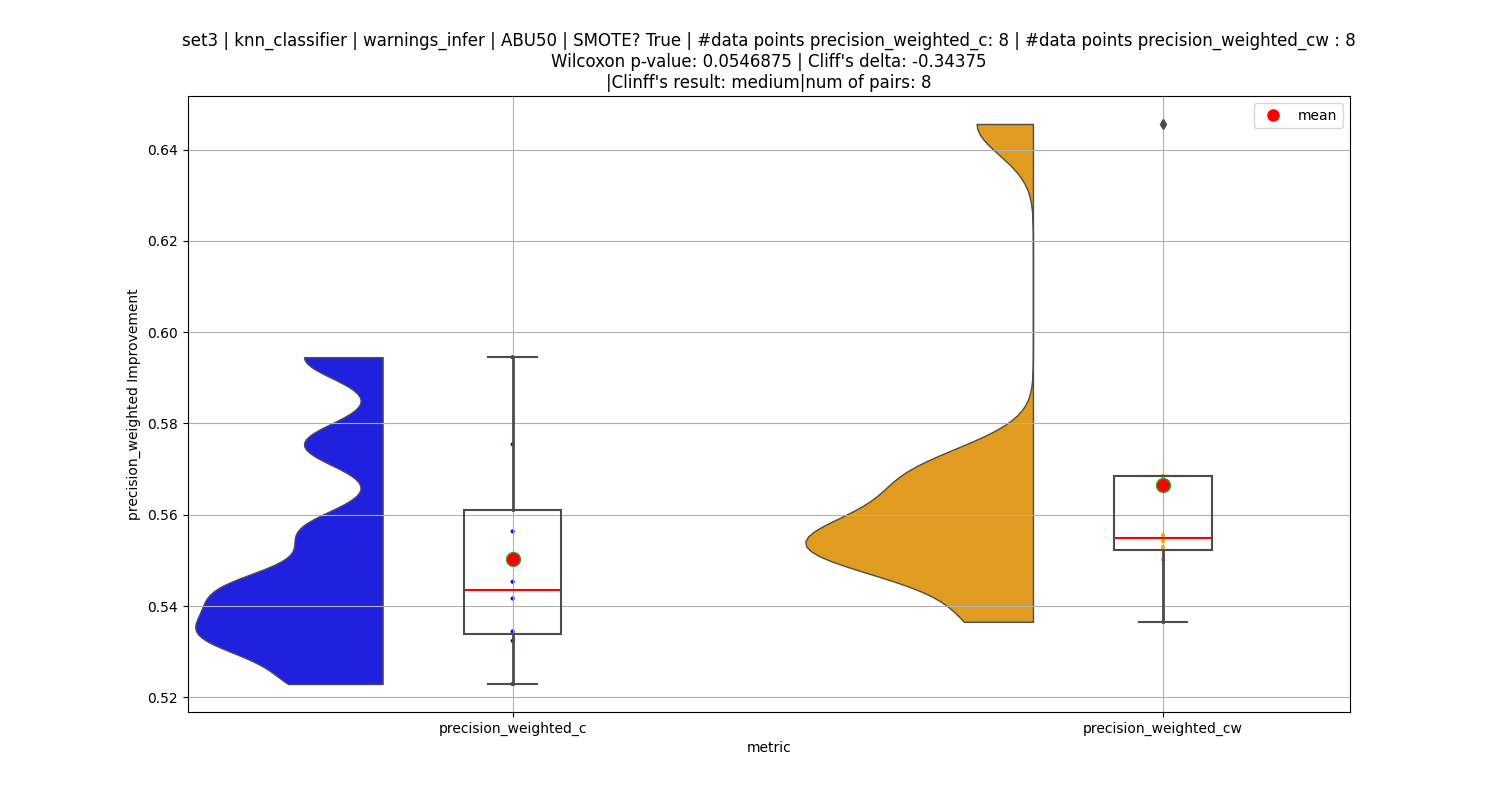 set3 | knn_classifier | warnings_infer | ABU50 | SMOTE? True | #data points precision_weighted_c: 8 | #data points precision_weighted_cw : 8
Wilcoxon p-value: 0.0546875 | Cliff's delta: -0.34375
|Clinff's result: medium|num of pairs: 8
mean
0.64
0.62
0.60
0.58
0.56
0.54
0.52
precision_weighted Improvement
precision_weighted_c
precision_weighted_cw
metric